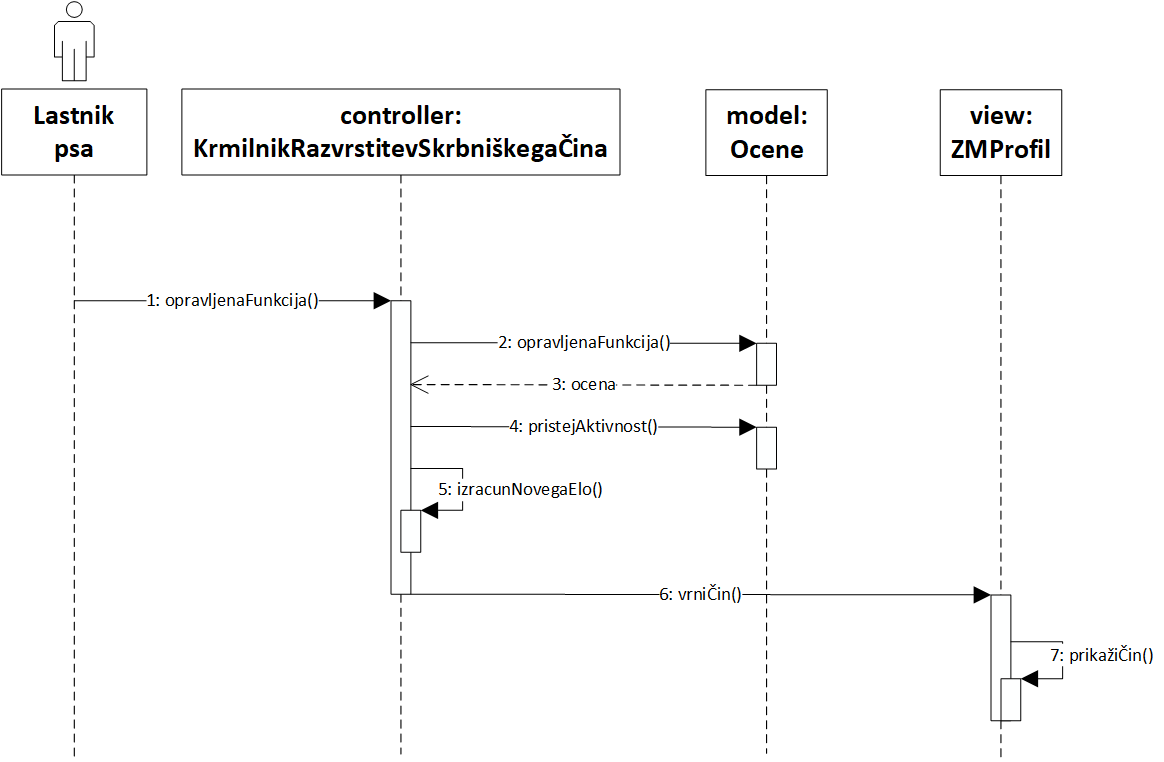 Lastnik
psa
controller:
KrmilnikRazvrstitevSkrbniškegaČina
model:
Ocene
view:
ZMProfil
1: opravljenaFunkcija()
2: opravljenaFunkcija()
3: ocena
4: pristejAktivnost()
5: izracunNovegaElo()
6: vrniČin()
7: prikažiČin()